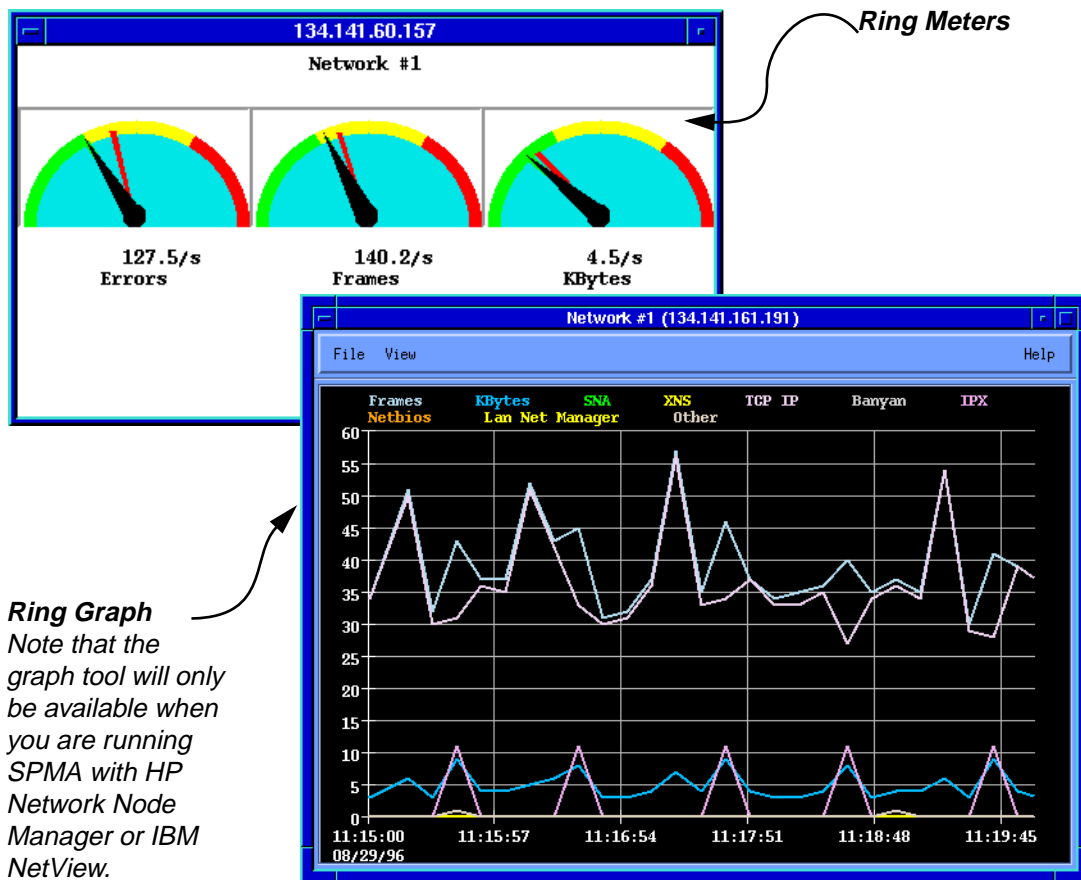 134.141.60.157
Network #1
127.5/s
Errors
140.2/s
Frames
4.5/s
KBytes
Ring Meters
Network #1 (134.141.161.191)
File View Help
Frames KBytes SNA XNS TCP IP Banyan IPX
Netbios Lan Net Manager Other
60
55
50
45
40
35
30
25
20
15
10
5
0
11:15:00 11:15:57 11:16:54 11:17:51 11:18:48 11:19:45
08/29/96
Ring Graph
Note that the
graph tool will only
be available when
you are running
SPMA with HP
Network Node
Manager or IBM
NetView.